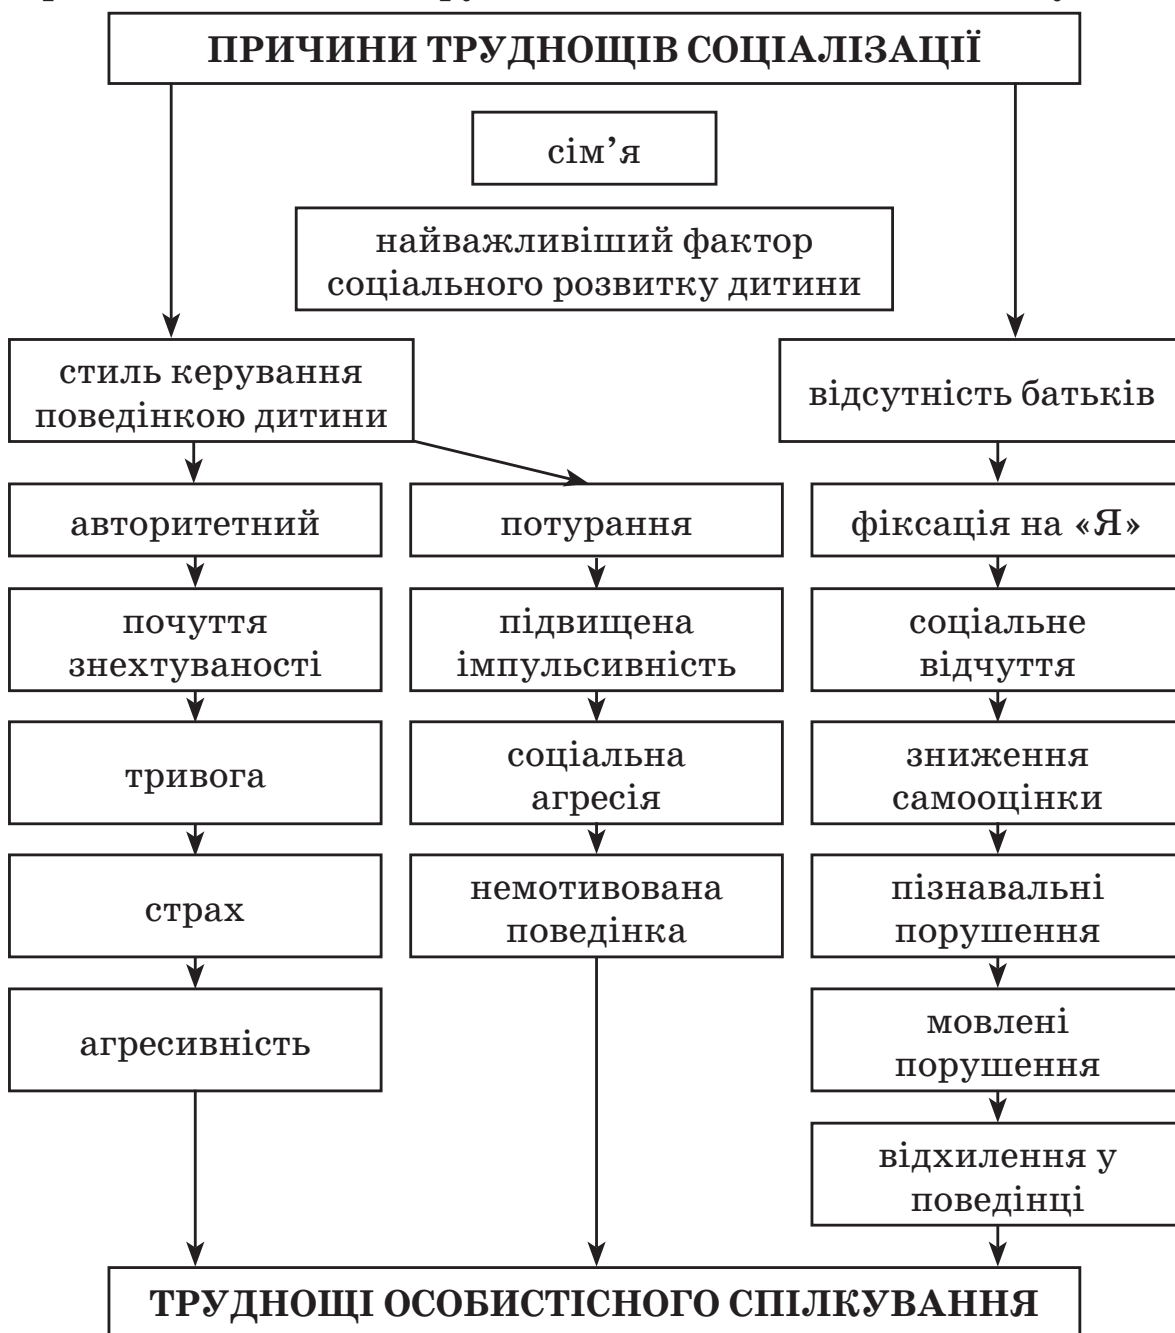 ПРИЧИНИ ТРУДНОЩІВ СОЦІАЛІЗАЦІЇ
сім’я
найважливіший фактор
соціального розвитку дитини
стиль керування
поведінкою дитини
відсутність батьків
авторитетний
потурання
фіксація на «Я»
почуття
знехтуваності
підвищена
імпульсивність
соціальне
відчуття
тривога
соціальна
агресія
зниження
самооцінки
страх
немотивована
поведінка
пізнавальні
порушення
агресивність
мовлені
порушення
відхилення у
поведінці
ТРУДНОЩІ ОСОБИСТІСНОГО СПІЛКУВАННЯ